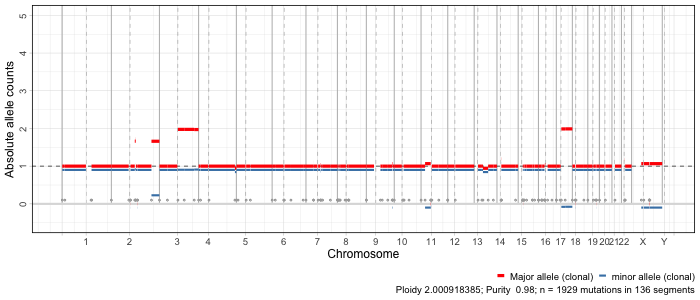 Absolute allele counts
5
4
3
2
1
0
1 2 3 4 5 6 7 8 9 10 11 12 13 14 15 16 17 18 19 20 21 22 X Y
Chromosome
Major allele (clonal) minor allele (clonal)
Ploidy 2.000918385; Purity 0.98; n = 1929 mutations in 136 segments